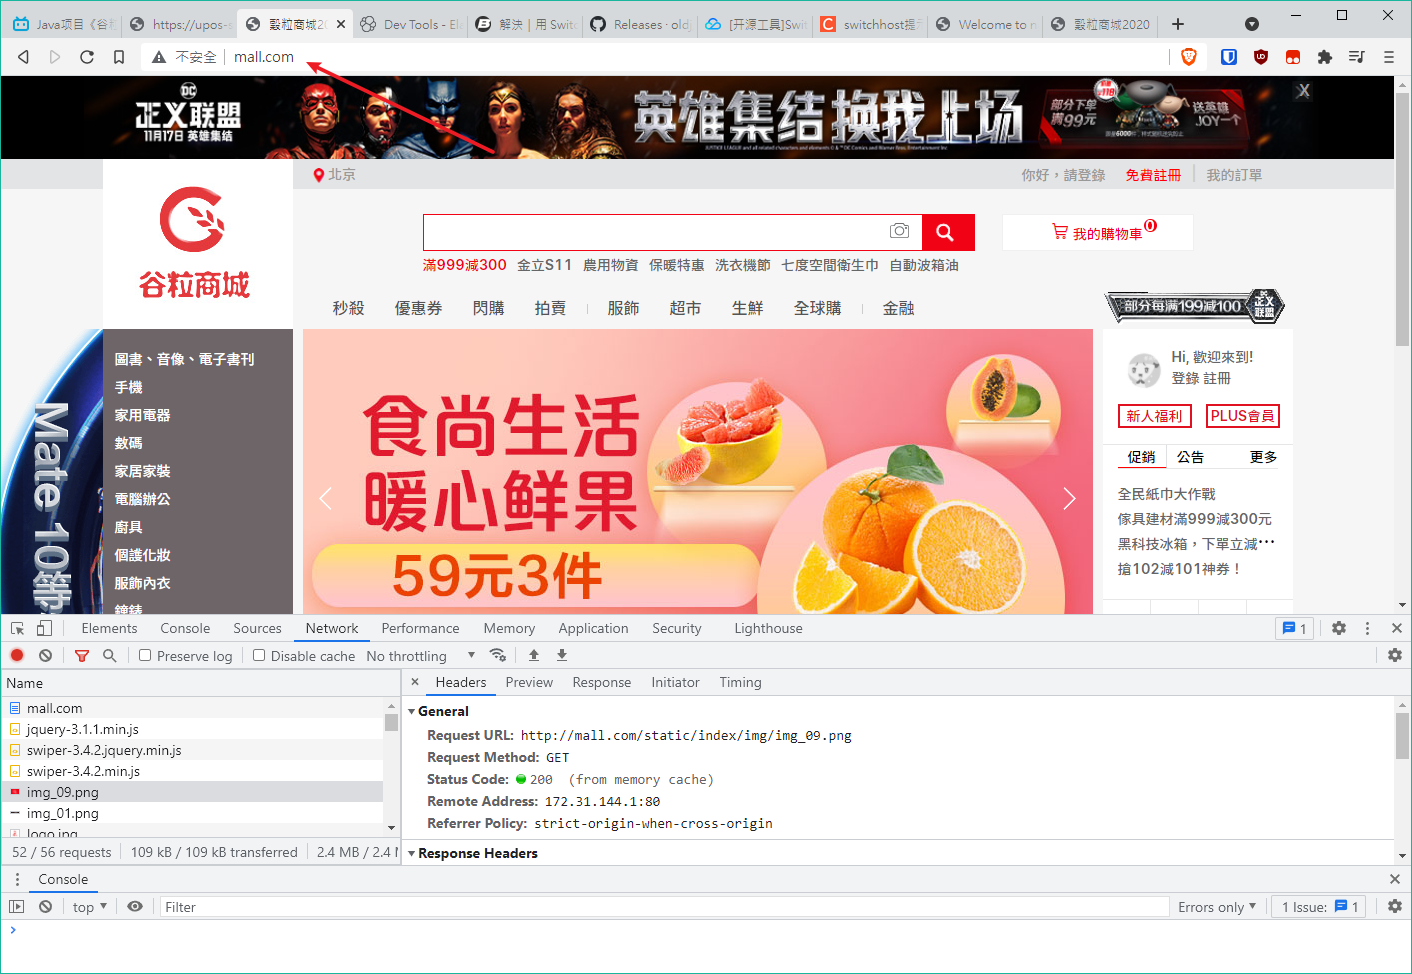 Java项目《谷粒
https://upos-s
穀粒商城20
Dev Tools - Ela
解決｜用 Switc
Releases · oldj
[开源工具]Swit
switchhost提示
Welcome to n
穀粒商城2020
不安全
mall.com
DC
正义联盟
11月17日 英雄集结
英雄集结 换我上场
部分下单
满99元
送英雄
JOY一个
X
北京
你好，請登錄
免費註冊
我的訂單
谷粒商城
我的購物車
0
滿999減300
金立S11
農用物資
保暖特惠
洗衣機節
七度空間衛生巾
自動波箱油
秒殺
優惠券
閃購
拍賣
服飾
超市
生鮮
全球購
金融
部分每满199减100
DC
正义
联盟
Mate 10
圖書、音像、電子書刊
手機
家用電器
數碼
家居家裝
電腦辦公
廚具
個護化妝
服飾內衣
鐘錶
食尚生活
暖心鲜果
59元3件
Hi, 歡迎來到!
登錄 註冊
新人福利
PLUS會員
促銷
公告
更多
全民紙巾大作戰
傢具建材滿999減300元
黑科技冰箱，下單立減…
搶102減101神券！
Elements
Console
Sources
Network
Performance
Memory
Application
Security
Lighthouse
1
Preserve log
Disable cache
No throttling
Name
Headers
Preview
Response
Initiator
Timing
mall.com
jquery-3.1.1.min.js
swiper-3.4.2.jquery.min.js
swiper-3.4.2.min.js
img_09.png
img_01.png
logo.jpg
General
Request URL: http://mall.com/static/index/img/img_09.png
Request Method: GET
Status Code: 200 (from memory cache)
Remote Address: 172.31.144.1:80
Referrer Policy: strict-origin-when-cross-origin
Response Headers
52 / 56 requests
109 kB / 109 kB transferred
2.4 MB / 2.4 M
Console
top
Filter
Errors only
1 Issue:
1